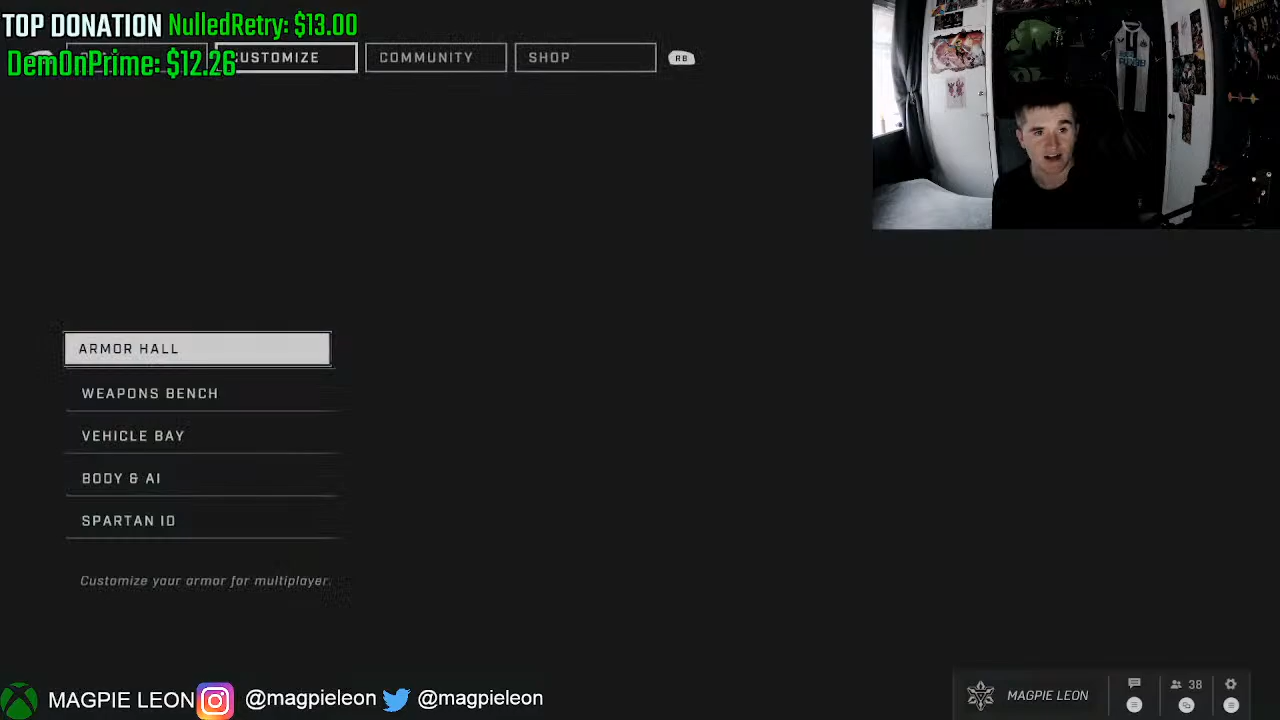 TOP DONATION NulledRetry: $13.00
DemOnPrime: $12.26
CUSTOMIZE
COMMUNITY
SHOP
RB
ARMOR HALL
WEAPONS BENCH
VEHICLE BAY
BODY & AI
SPARTAN ID
Customize your armor for multiplayer.
MAGPIE LEON @magpieleon @magpieleon
MAGPIE LEON
38